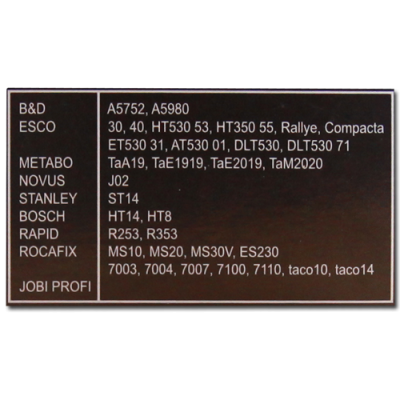 B&D A5752, A5980
ESCO 30, 40, HT530 53, HT350 55, Rallye, Compacta
ET530 31, AT530 01, DLT530, DLT530 71
METABO TaA19, TaE1919, TaE2019, TaM2020
NOVUS J02
STANLEY ST14
BOSCH HT14, HT8
RAPID R253, R353
ROCAFIX MS10, MS20, MS30V, ES230
7003, 7004, 7007, 7100, 7110, taco10, taco14
JOBI PROFI